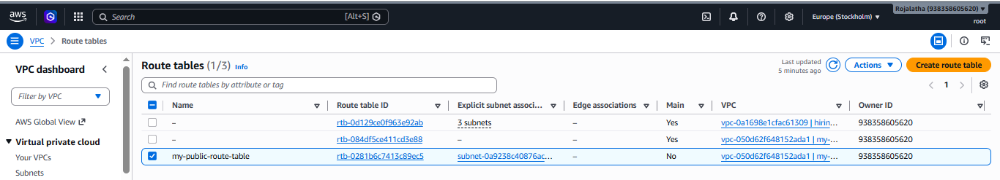 aws
Search
[Alt+S]
Europe (Stockholm)
Rojalatha (938358605620)
root
VPC > Route tables
VPC dashboard
Filter by VPC
AWS Global View
Virtual private cloud
Your VPCs
Subnets
Route tables (1/3) Info
Last updated
5 minutes ago
Actions
Create route table
Find route tables by attribute or tag
1
Name Route table ID Explicit subnet associ... Edge associations Main VPC Owner ID
– rtb-0d129ce0f963e92ab 3 subnets – Yes vpc-0a1698e1cfac61309 | hirin... 938358605620
– rtb-084df5ce411cd3e88 – – Yes vpc-050d62f648152ada1 | my-... 938358605620
my-public-route-table rtb-0281b6c7413c89ec5 subnet-0a9238c40876ac... – No vpc-050d62f648152ada1 | my-... 938358605620